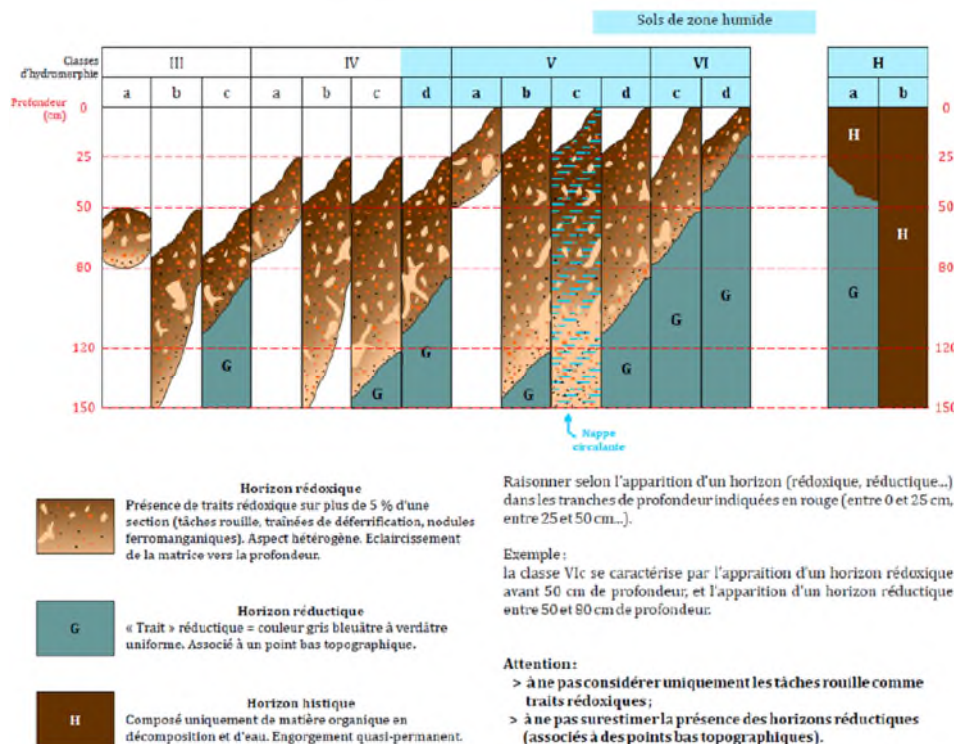 Sols de zone humide
Classes d'hydromorphie
III
IV
V
VI
H
a
b
c
a
b
c
d
a
b
c
d
c
d
a
b
Profondeur (cm)
0
0
25
25
50
50
80
80
120
120
150
150
G
G
G
G
G
G
G
H
G
H
Nappe
circulante
Horizon rédoxique
Présence de traits rédoxique sur plus de 5 % d'une
section (tâches rouille, traînées de déferrification, nodules
ferromanganiques). Aspect hétérogène. Eclaircissement
de la matrice vers la profondeur.
G
Horizon réductique
« Trait » réductique = couleur gris bleuâtre à verdâtre
uniforme. Associé à un point bas topographique.
H
Horizon histique
Composé uniquement de matière organique en
décomposition et d'eau. Engorgement quasi-permanent.
Raisonner selon l'apparition d'un horizon (rédoxique, réductique...)
dans les tranches de profondeur indiquées en rouge (entre 0 et 25 cm,
entre 25 et 50 cm...).
Exemple :
la classe VIc se caractérise par l'appraition d'un horizon rédoxique
avant 50 cm de profondeur, et l'apparition d'un horizon réductique
entre 50 et 80 cm de profondeur.
Attention :
> à ne pas considérer uniquement les tâches rouille comme
traits rédoxiques ;
> à ne pas surestimer la présence des horizons réductiques
(associés à des points bas topographiques).